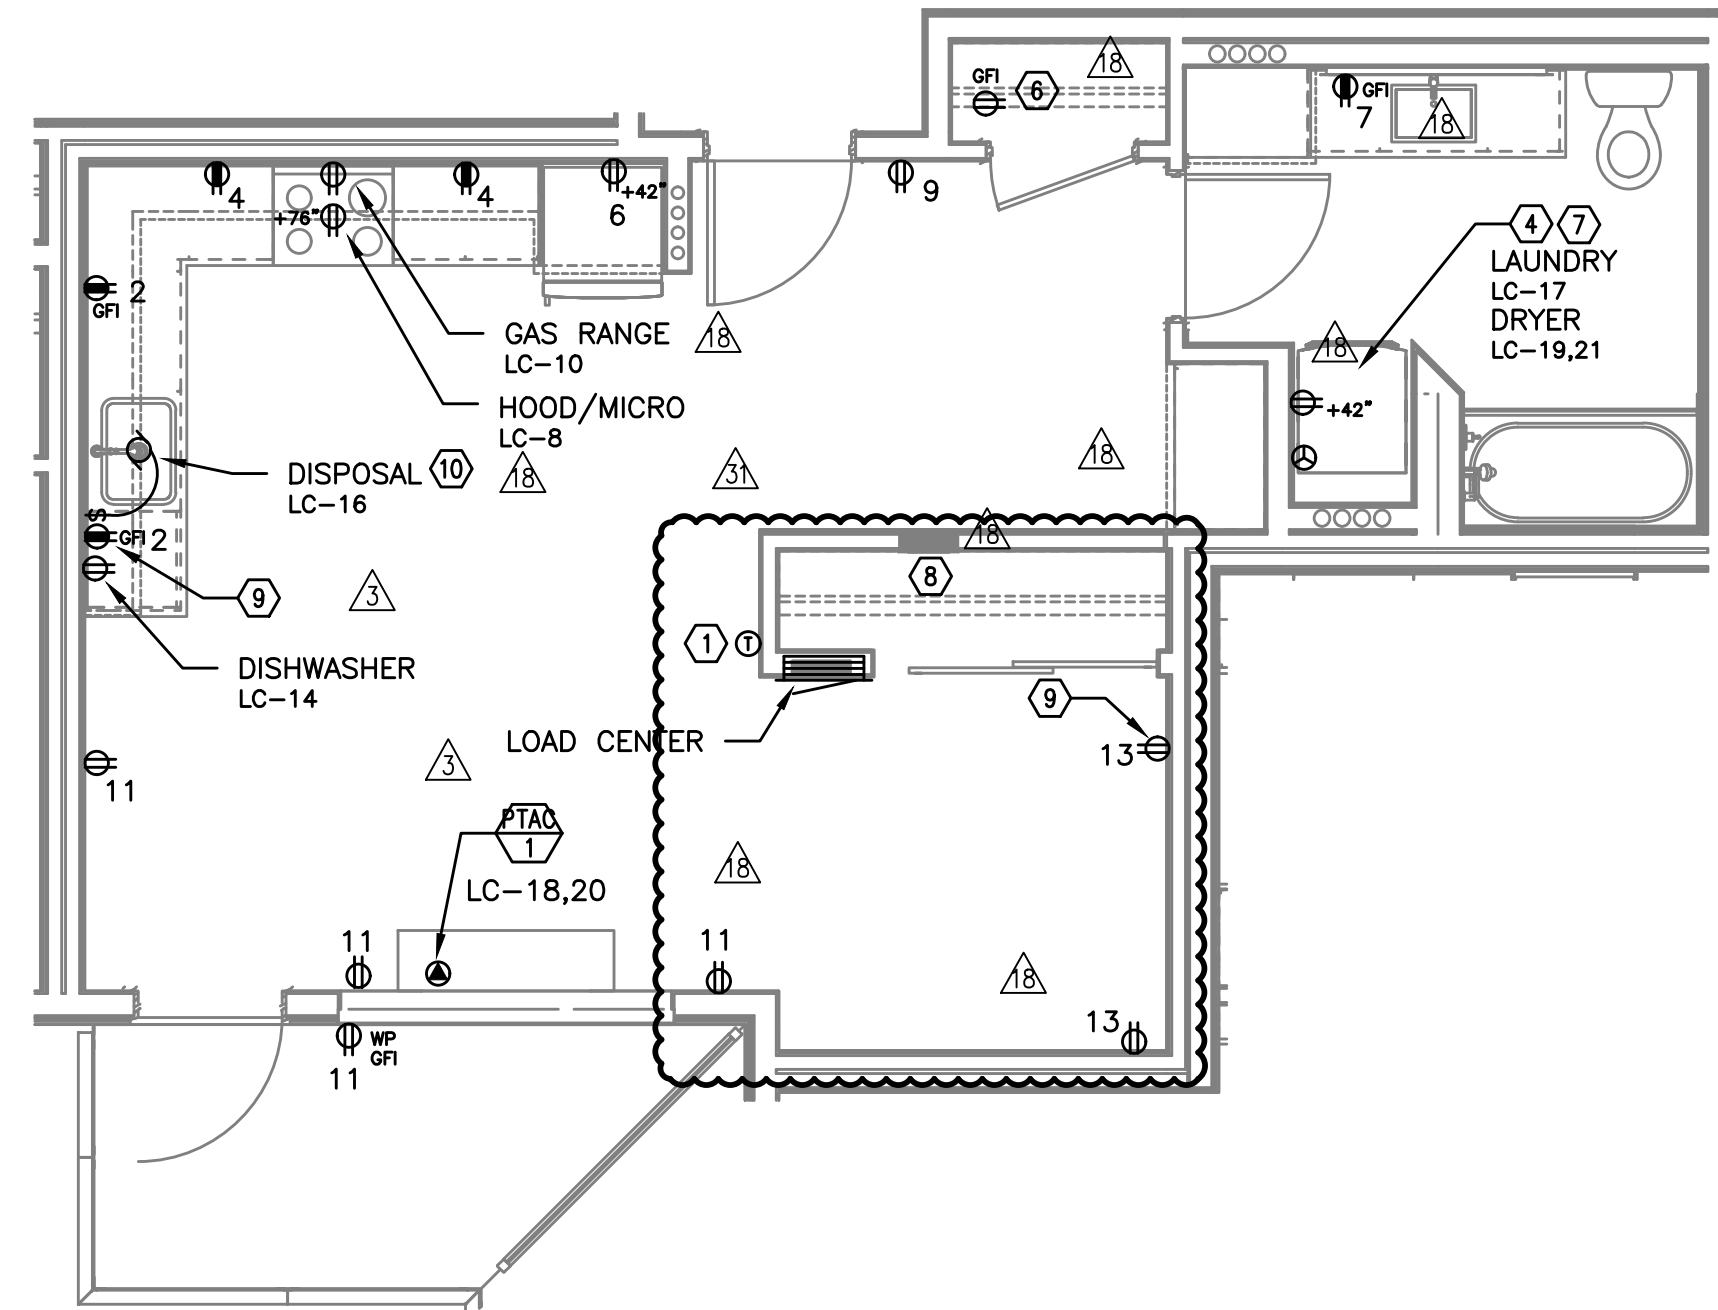 18
GFI
6
GFI
7
18
4
4
+42"
6
9
+76"
4
7
LAUNDRY
LC-17
DRYER
LC-19,21
2
GFI
GAS RANGE
LC-10
18
18
HOOD/MICRO
LC-8
+42"
DISPOSAL
10
LC-16
18
31
18
S
GFI
2
18
9
3
8
1
T
DISHWASHER
LC-14
9
LOAD CENTER
13
3
11
PTAC
1
LC-18,20
18
11
11
18
13
WP
GFI
11